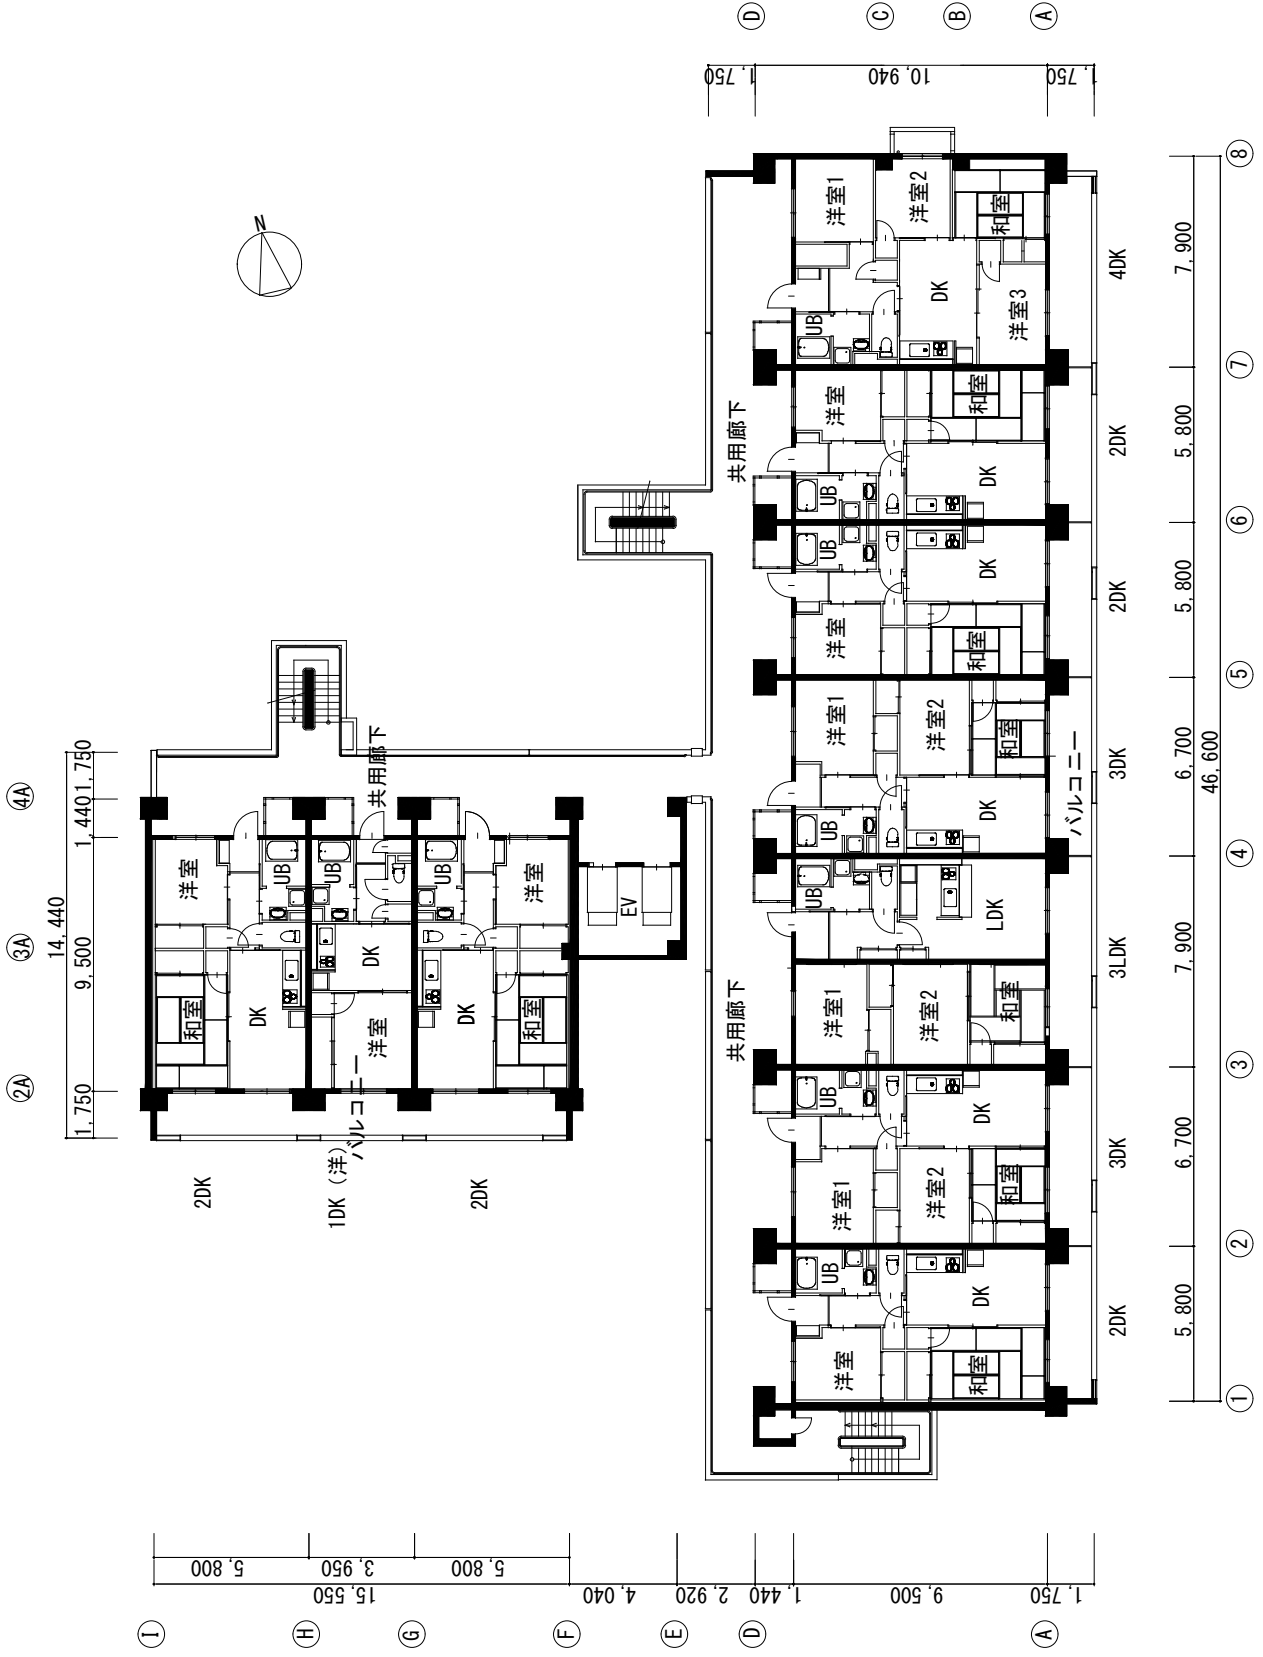 Ⓓ
Ⓒ
Ⓑ
Ⓐ
1,750
10,940
1,750
N
⑧
7,900
⑦
5,800
⑥
5,800
⑤
6,700
④
7,900
③
6,700
②
5,800
①
46,600
4DK
洋室1
洋室2
和室
DK
洋室3
UB
2DK
洋室
和室
DK
UB
共用廊下
2DK
UB
DK
洋室
和室
3DK
洋室1
洋室2
和室
DK
UB
バルコニー
3LDK
UB
LDK
洋室1
洋室2
和室
共用廊下
3DK
UB
DK
洋室1
洋室2
和室
2DK
UB
DK
洋室
和室
4A
3A
2A
1,750
1,440
9,500
1,750
14,440
共用廊下
洋室
UB
和室
DK
2DK
UB
DK
洋室
1DK（洋）
バルコニー
UB
洋室
DK
和室
2DK
EV
5,800
3,950
5,800
15,550
4,040
2,920
1,440
9,500
1,750
Ⓘ
Ⓗ
Ⓖ
Ⓕ
Ⓔ
Ⓓ
Ⓐ